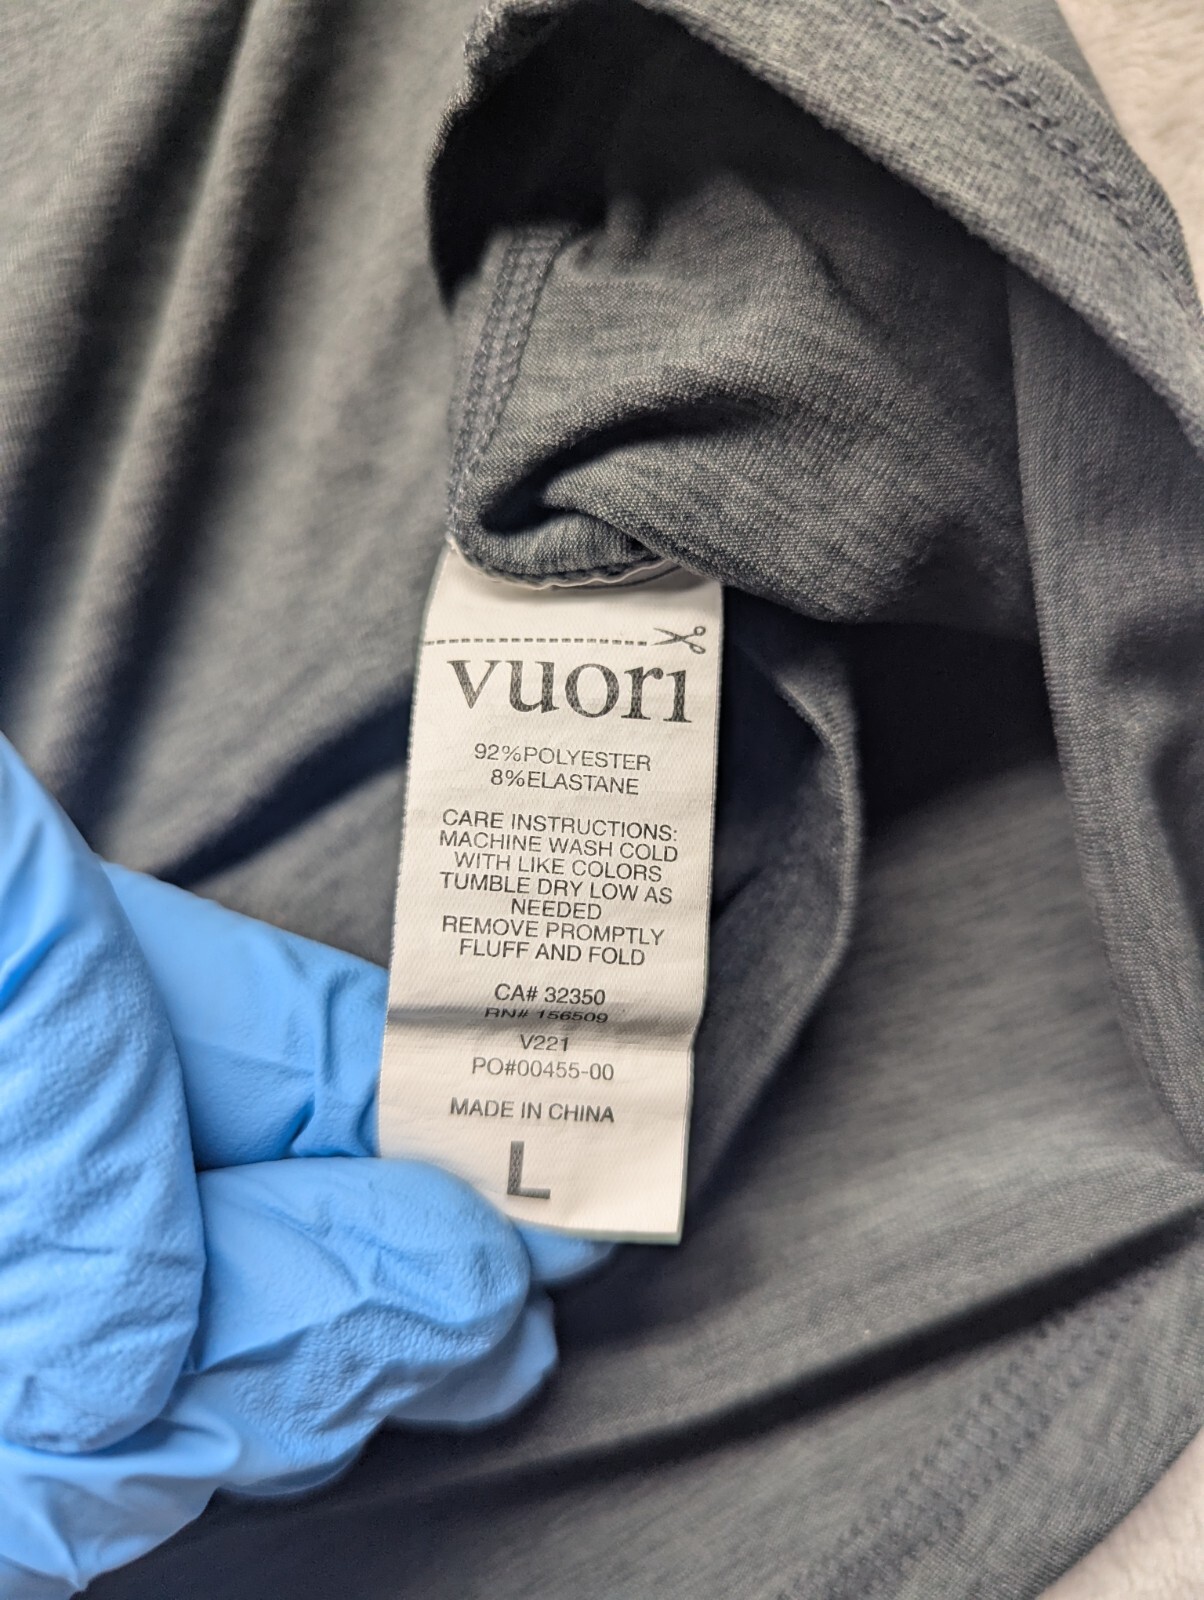 vuori
92%POLYESTER
8%ELASTANE
CARE INSTRUCTIONS:
MACHINE WASH COLD
WITH LIKE COLORS
TUMBLE DRY LOW AS
NEEDED
REMOVE PROMPTLY
FLUFF AND FOLD
CA# 32350
RN# 156509
V221
PO#00455-00
MADE IN CHINA
L